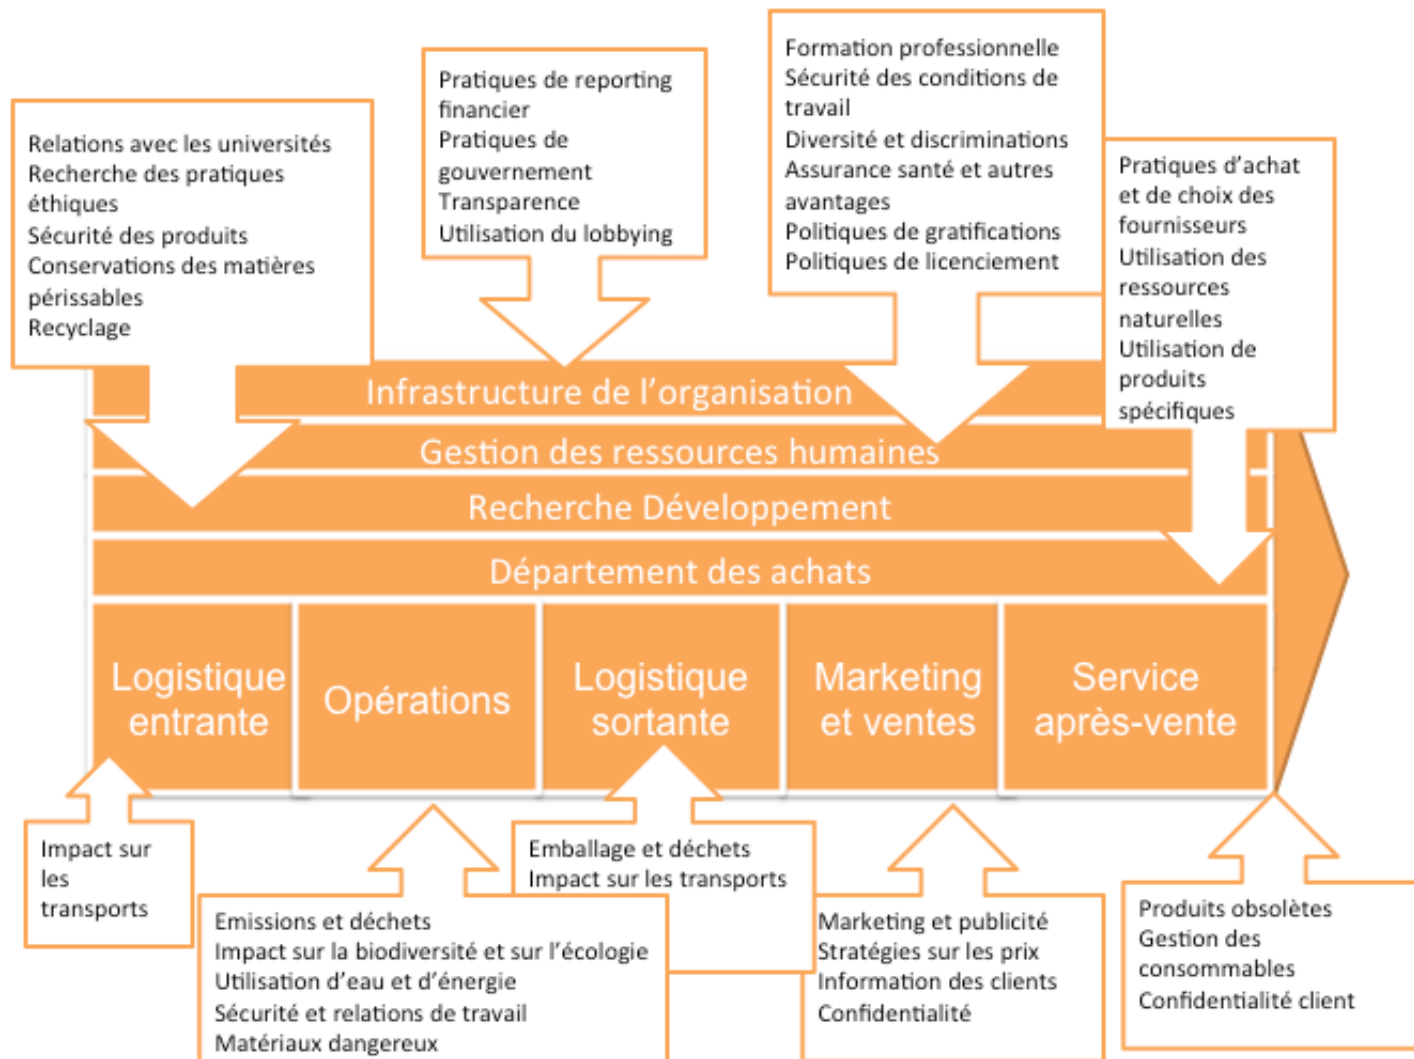 Relations avec les universités
Recherche des pratiques
éthiques
Sécurité des produits
Conservations des matières
périssables
Recyclage
Pratiques de reporting
financier
Pratiques de
gouvernement
Transparence
Utilisation du lobbying
Formation professionnelle
Sécurité des conditions de
travail
Diversité et discriminations
Assurance santé et autres
avantages
Politiques de gratifications
Politiques de licenciement
Pratiques d'achat
et de choix des
fournisseurs
Utilisation des
ressources
naturelles
Utilisation de
produits
spécifiques
Infrastructure de l'organisation
Gestion des ressources humaines
Recherche Développement
Département des achats
Logistique
entrante
Opérations
Logistique
sortante
Marketing
et ventes
Service
après-vente
Impact sur
les
transports
Emissions et déchets
Impact sur la biodiversité et sur l'écologie
Utilisation d'eau et d'énergie
Sécurité et relations de travail
Matériaux dangereux
Emballage et déchets
Impact sur les transports
Marketing et publicité
Stratégies sur les prix
Information des clients
Confidentialité
Produits obsolètes
Gestion des
consommables
Confidentialité client